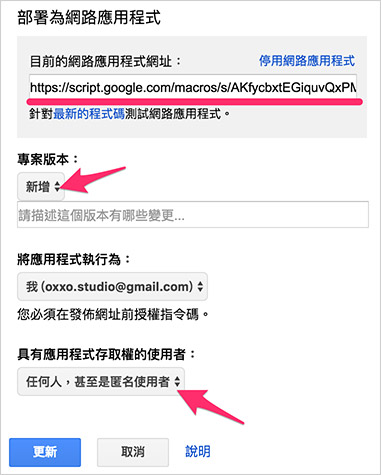 部署為網路應用程式
目前的網路應用程式網址： 停用網路應用程式
https://script.google.com/macros/s/AKfycbxtEGiquvQxPM
針對最新的程式碼測試網路應用程式。
專案版本：
新增
請描述這個版本有哪些變更...
將應用程式執行為：
我 (oxxo.studio@gmail.com)
您必須在發佈網址前授權指令碼。
具有應用程式存取權的使用者：
任何人，甚至是匿名使用者
更新 取消 說明